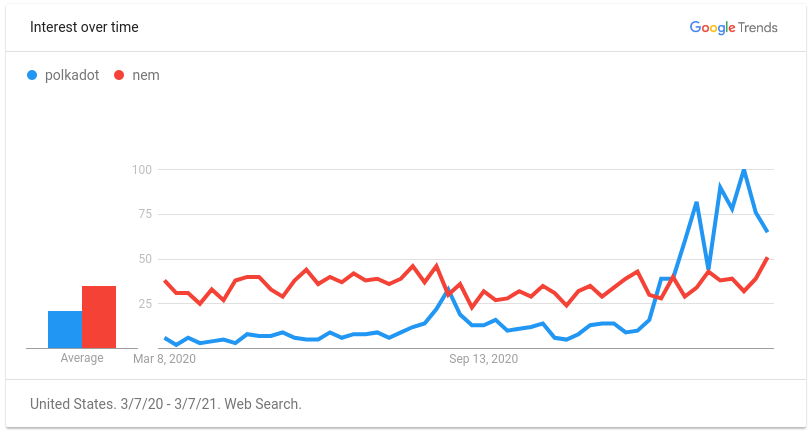 Interest over time
Google Trends
polkadot nem
100
75
50
25
Average
Mar 8, 2020
Sep 13, 2020
United States. 3/7/20 - 3/7/21. Web Search.